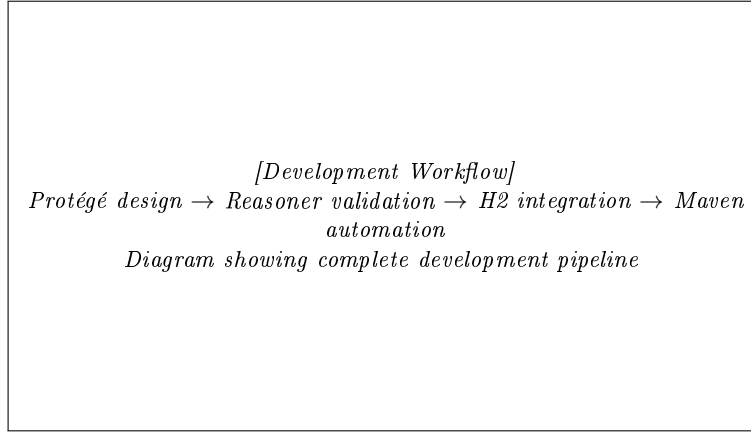 [Development Workflow]
Protégé design → Reasoner validation → H2 integration → Maven
automation
Diagram showing complete development pipeline